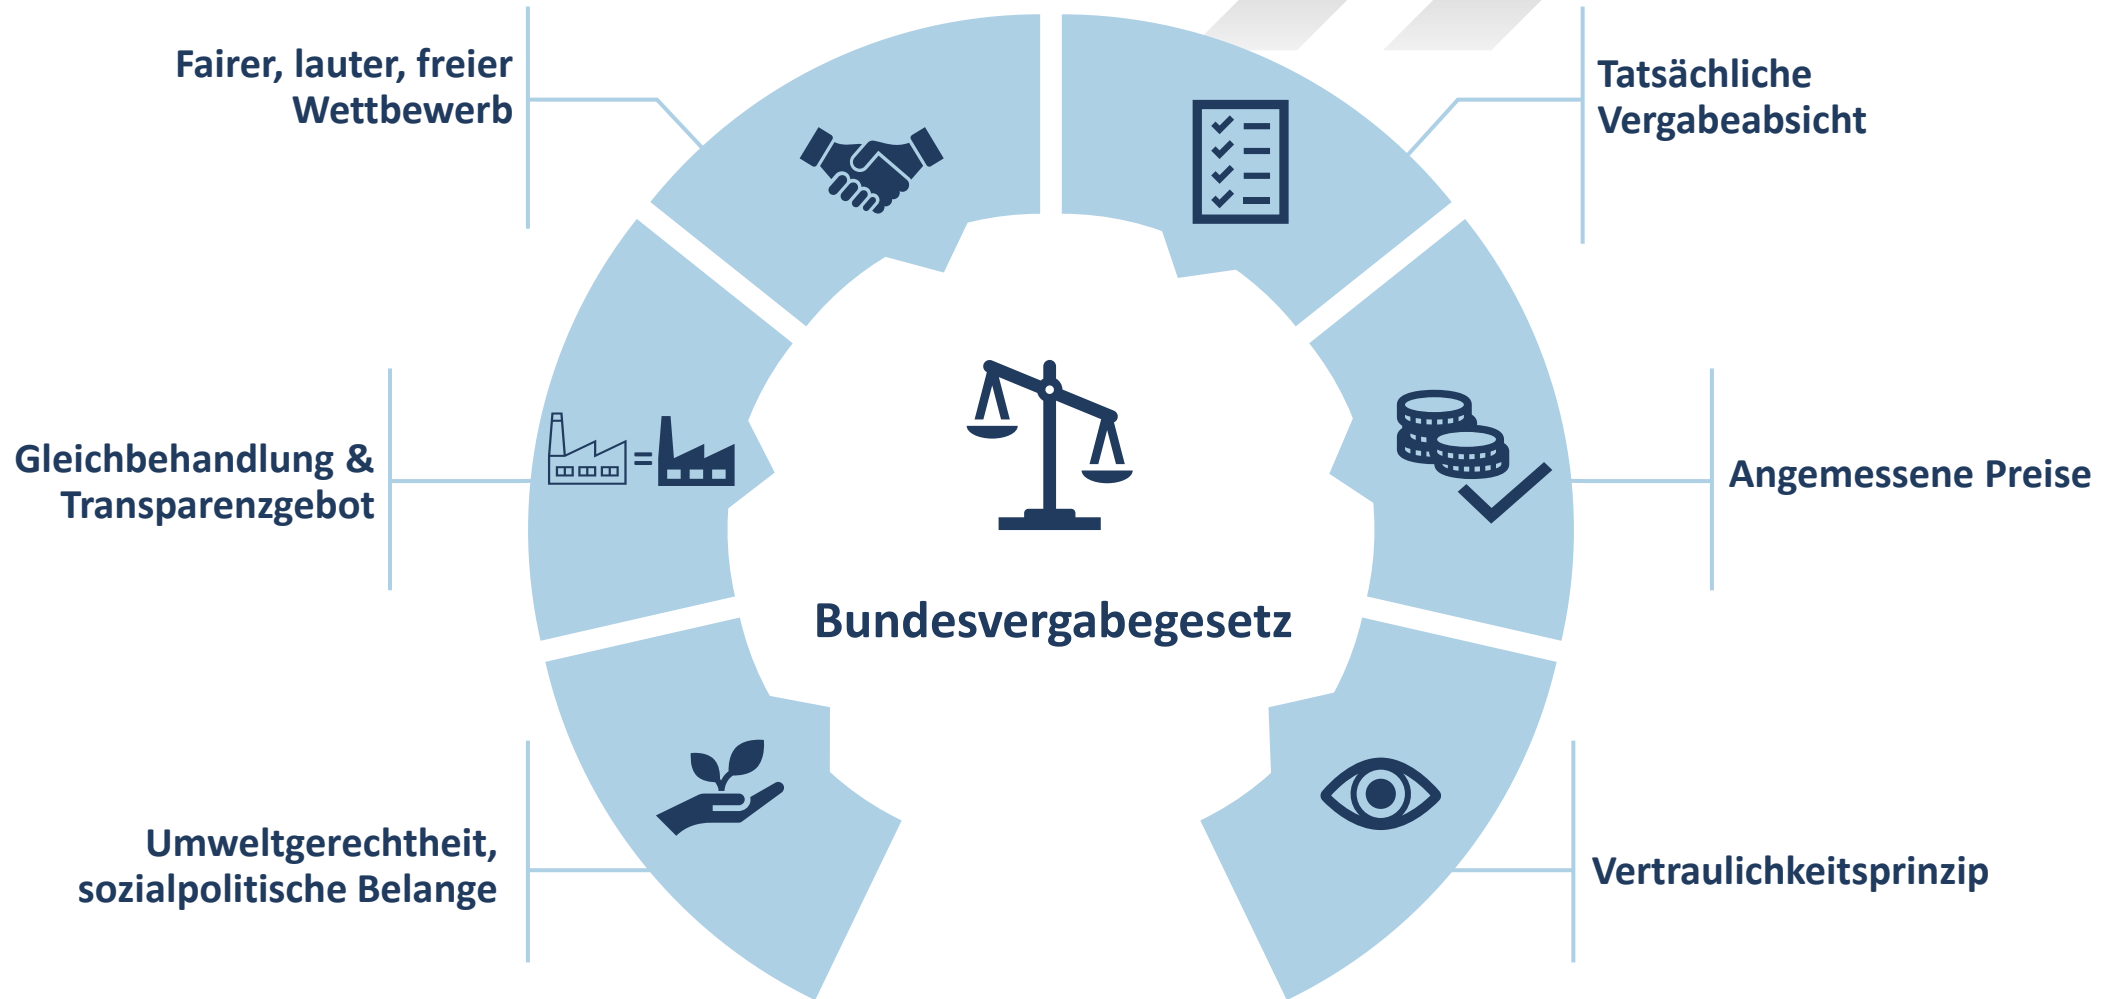 Fairer, lauter, freier
Wettbewerb
Tatsächliche
Vergabeabsicht
Gleichbehandlung &
Transparenzgebot
=
Angemessene Preise
Bundesvergabegesetz
Umweltgerechtheit,
sozialpolitische Belange
Vertraulichkeitsprinzip